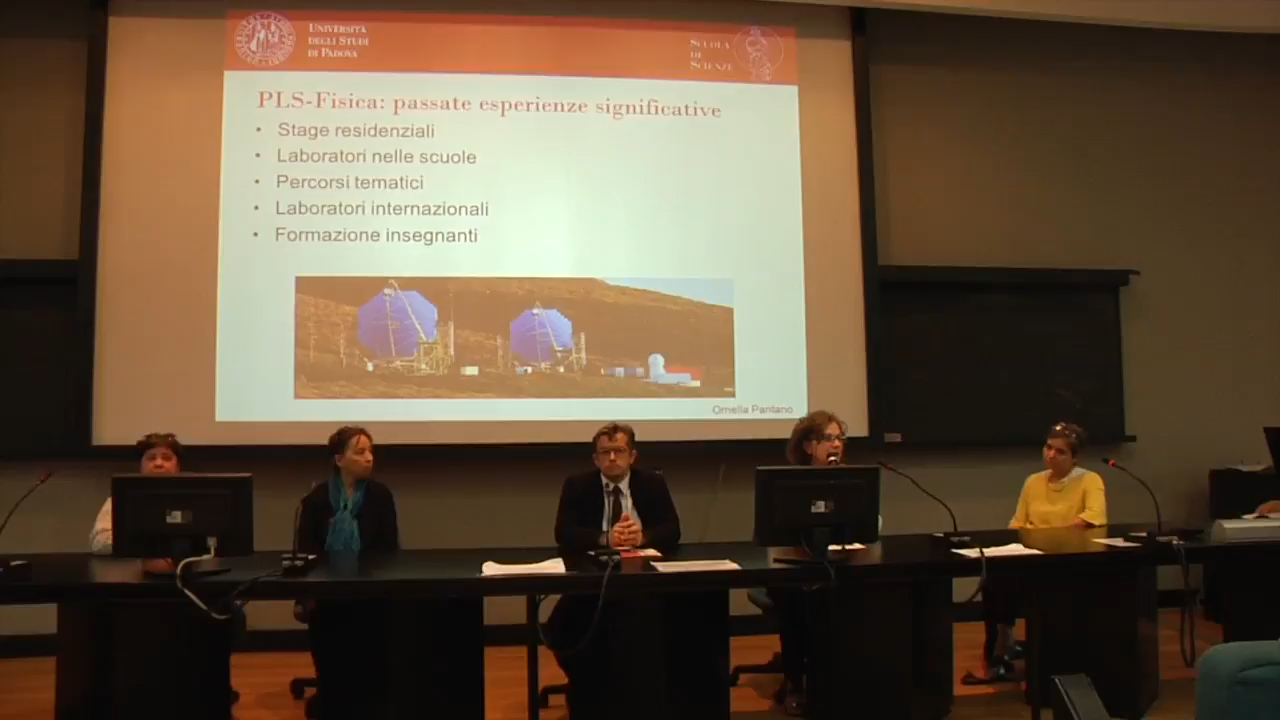 UNIVERSITÀ
DEGLI STUDI
DI PADOVA
SCUOLA
DI
SCIENZE
PLS-Fisica: passate esperienze significative
• Stage residenziali
• Laboratori nelle scuole
• Percorsi tematici
• Laboratori internazionali
• Formazione insegnanti
Ornella Pantano